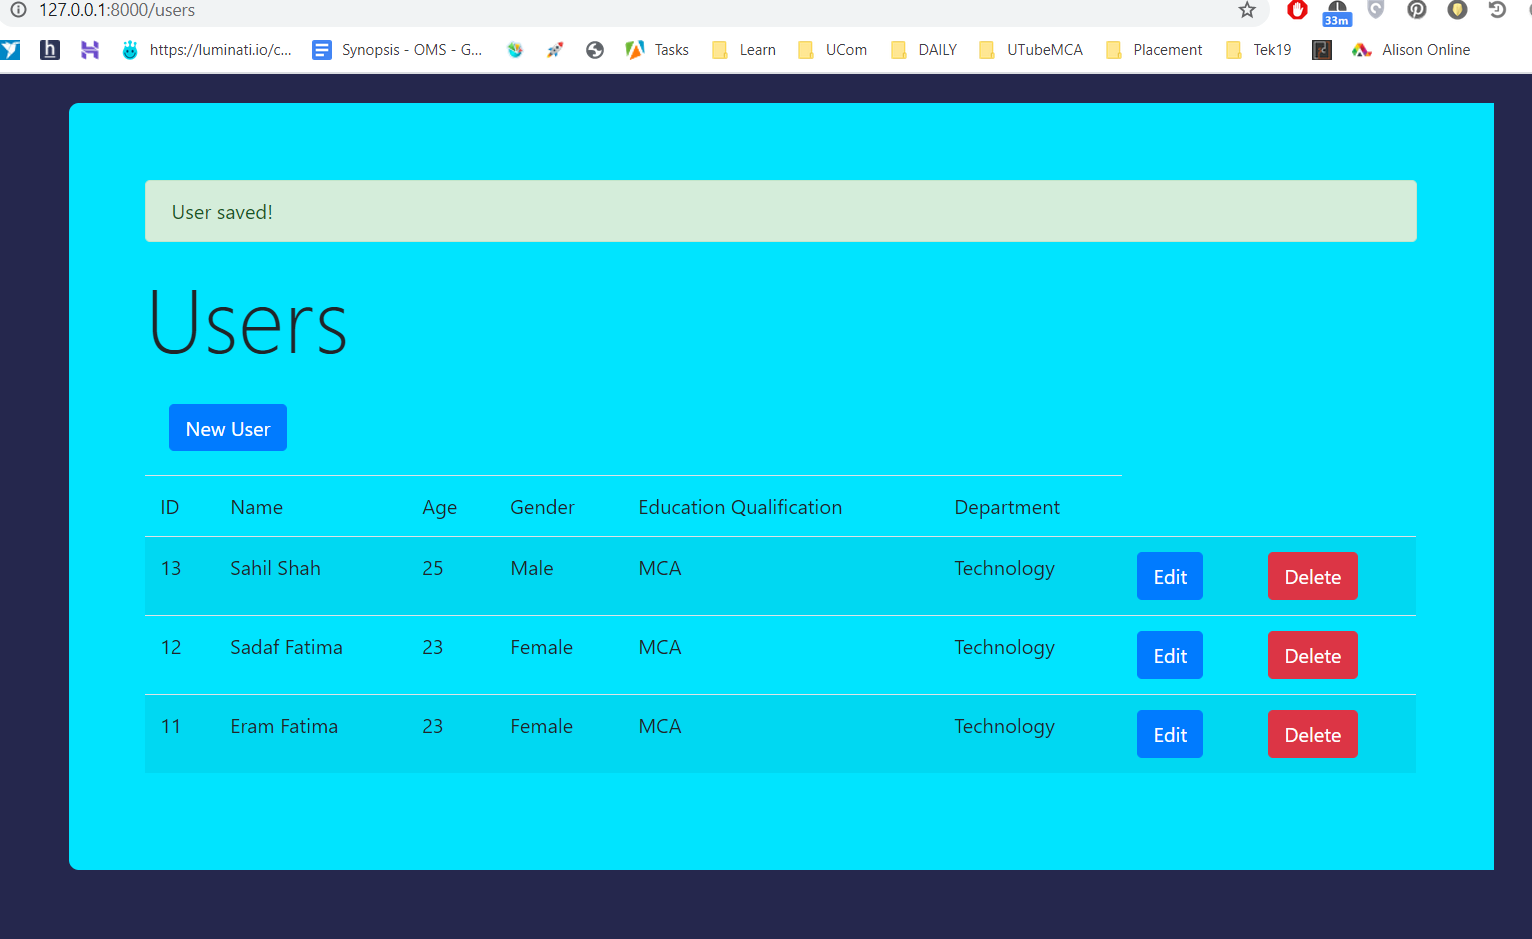 127.0.0.1:8000/users
33m
h
https://luminati.io/c... Synopsis - OMS - G... Tasks Learn UCom DAILY UTubeMCA Placement Tek19 Alison Online
User saved!
Users
New User
ID Name Age Gender Education Qualification Department
13 Sahil Shah 25 Male MCA Technology Edit Delete
12 Sadaf Fatima 23 Female MCA Technology Edit Delete
11 Eram Fatima 23 Female MCA Technology Edit Delete